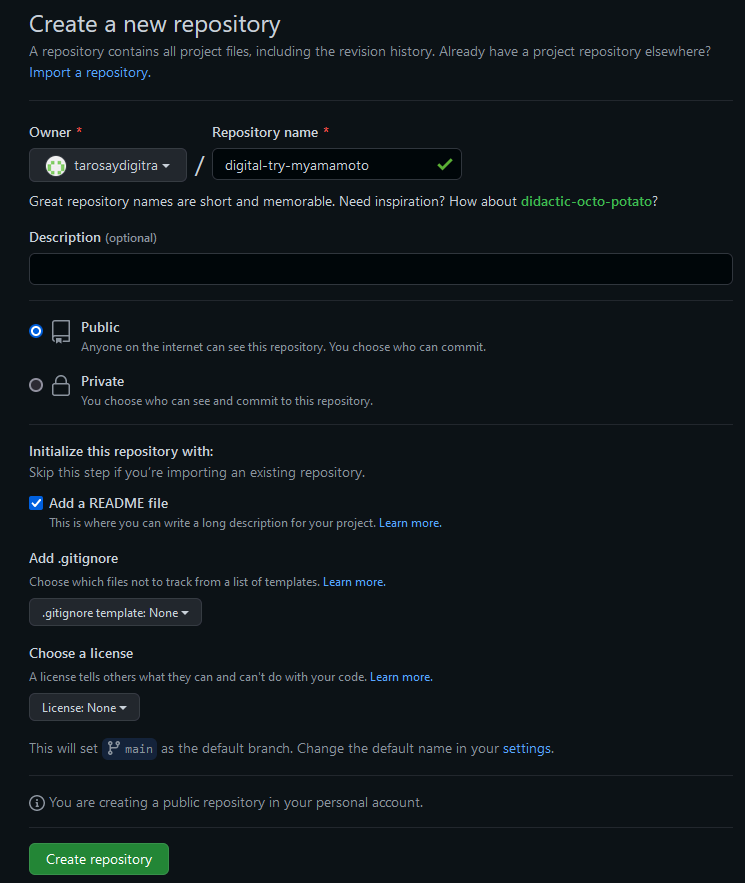 Create a new repository
A repository contains all project files, including the revision history. Already have a project repository elsewhere?
Import a repository.
Owner *
Repository name *
tarosaydigitra
/
digital-try-myamamoto
Great repository names are short and memorable. Need inspiration? How about didactic-octo-potato?
Description (optional)
Public
Anyone on the internet can see this repository. You choose who can commit.
Private
You choose who can see and commit to this repository.
Initialize this repository with:
Skip this step if you're importing an existing repository.
Add a README file
This is where you can write a long description for your project. Learn more.
Add .gitignore
Choose which files not to track from a list of templates. Learn more.
.gitignore template: None
Choose a license
A license tells others what they can and can't do with your code. Learn more.
License: None
This will set main as the default branch. Change the default name in your settings.
You are creating a public repository in your personal account.
Create repository